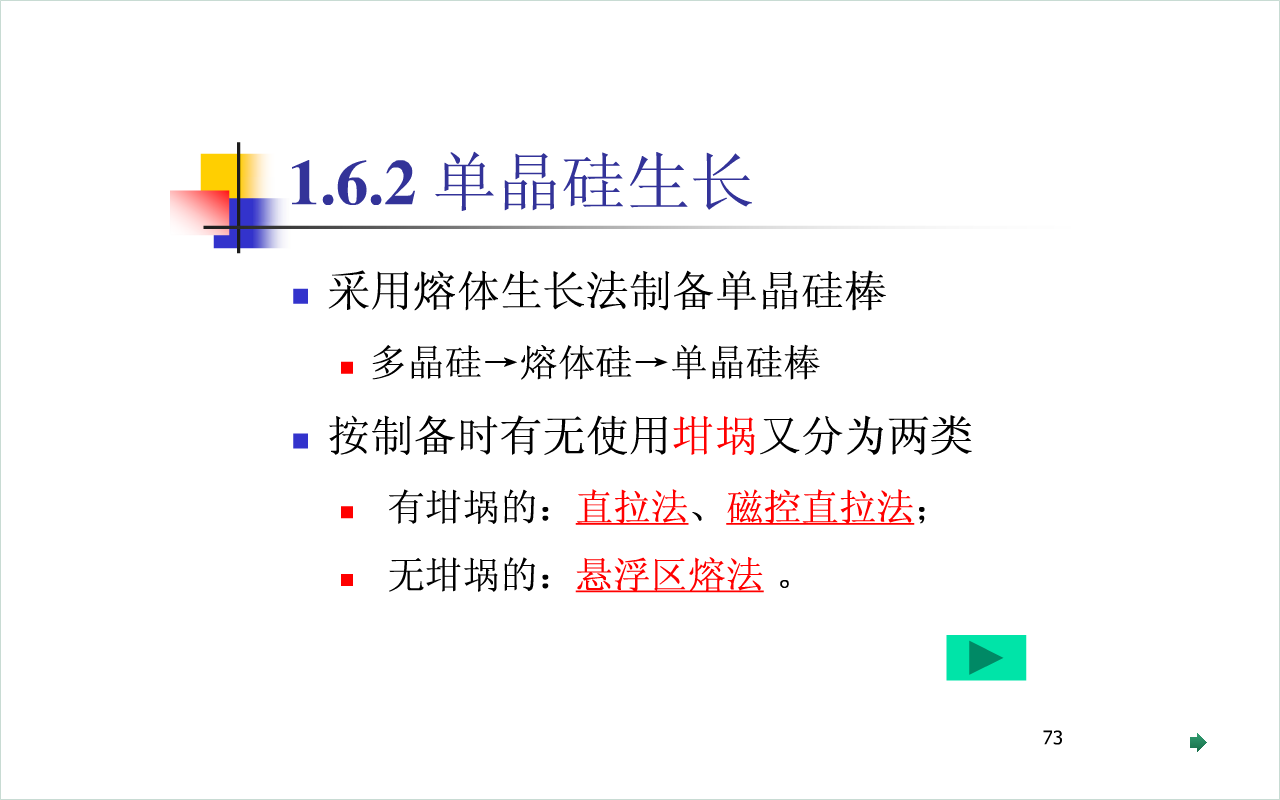 1.6.2 单晶硅生长
采用熔体生长法制备单晶硅棒
多晶硅→熔体硅→单晶硅棒
按制备时有无使用坩埚又分为两类
有坩埚的：直拉法、磁控直拉法；
无坩埚的：悬浮区熔法 。
73